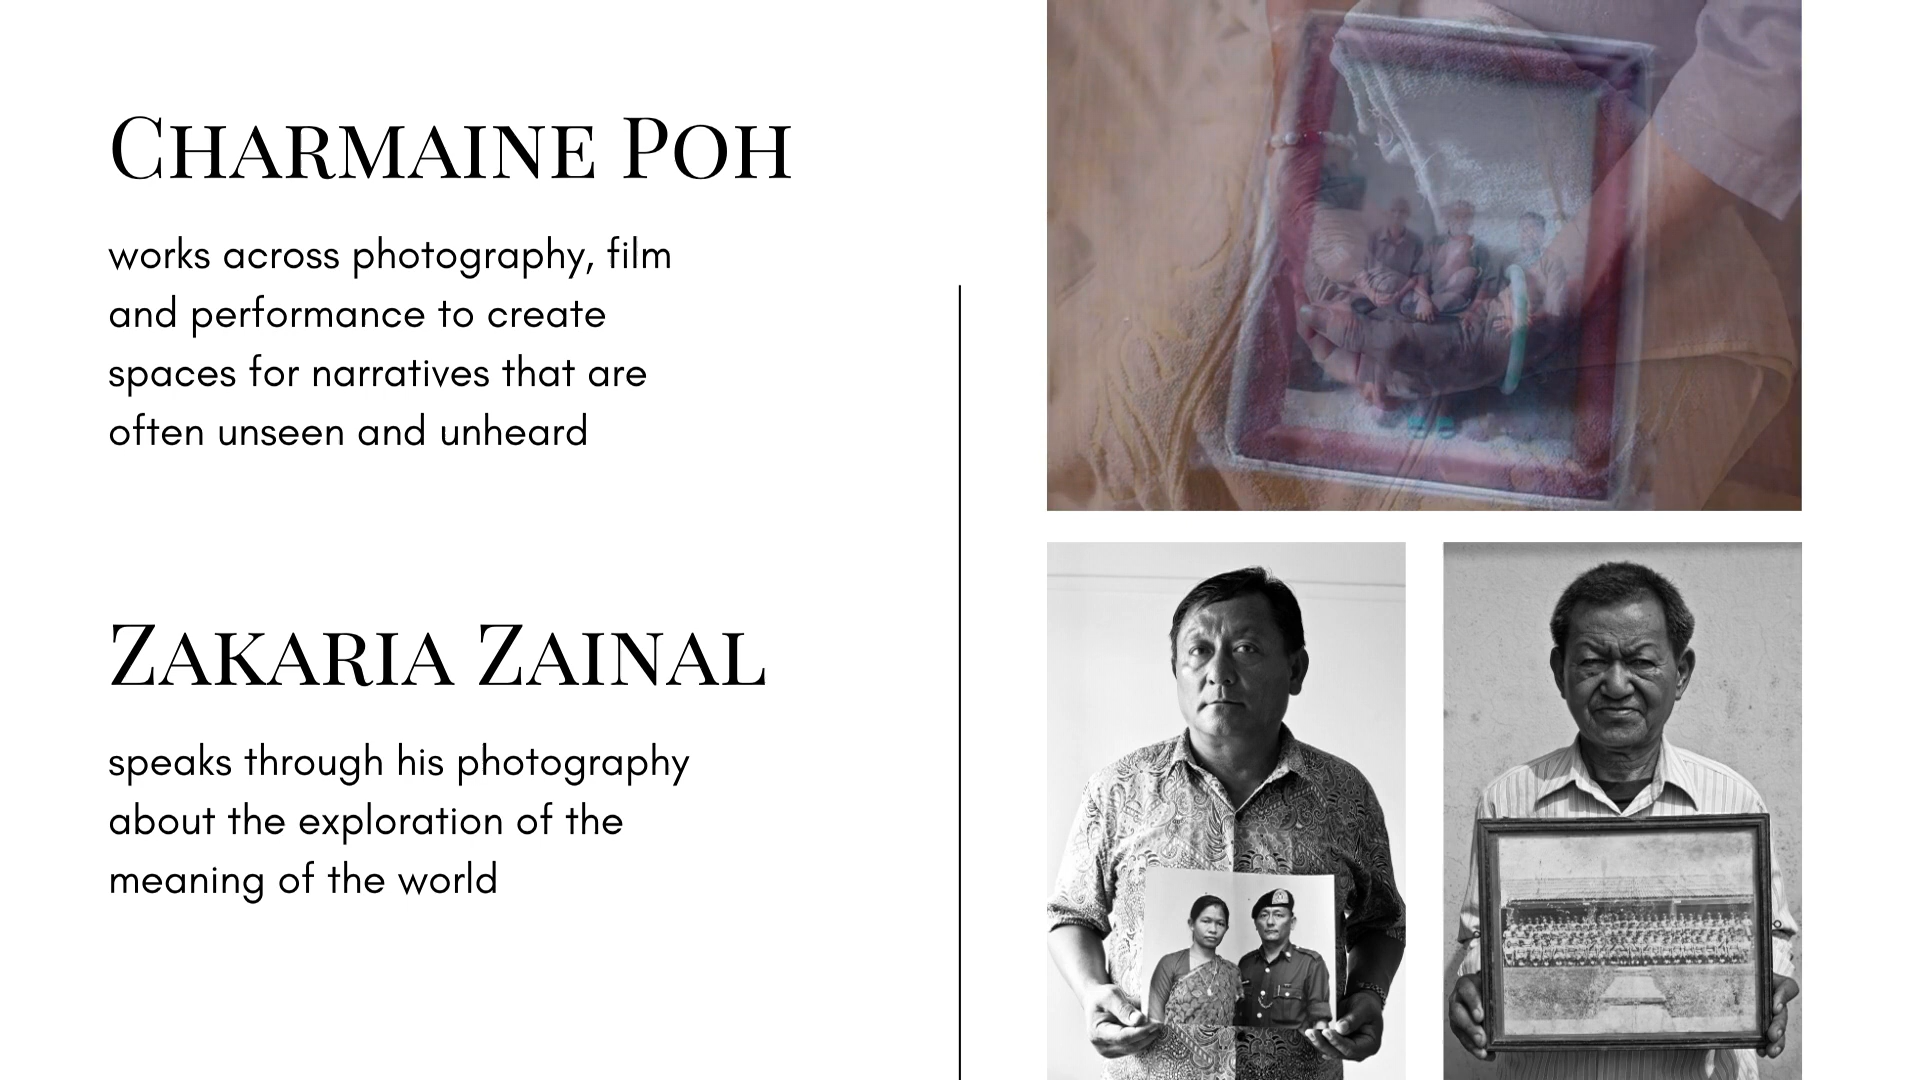 Charmaine Poh
works across photography, film
and performance to create
spaces for narratives that are
often unseen and unheard
Zakaria Zainal
speaks through his photography
about the exploration of the
meaning of the world